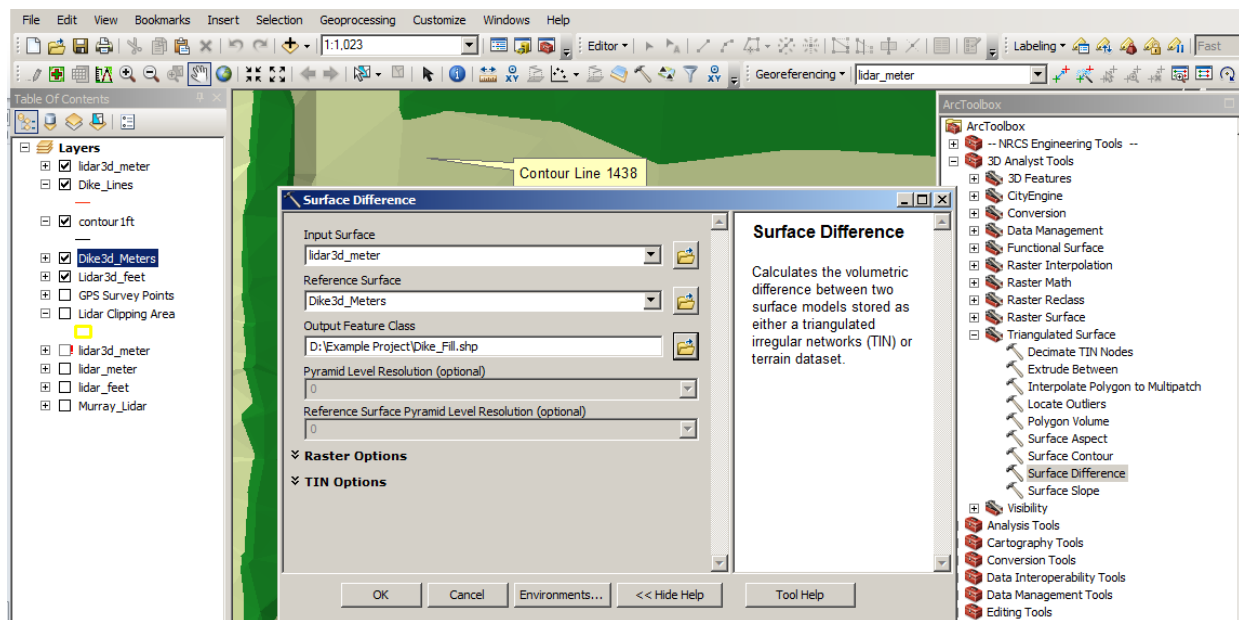 File Edit View Bookmarks Insert Selection Geoprocessing Customize Windows Help
1:1,023 Editor Labeling Fast
Georeferencing lidar_meter
Table Of Contents
Layers
lidar3d_meter
Dike_Lines
contour1ft
Dike3d_Meters
Lidar3d_feet
GPS Survey Points
Lidar Clipping Area
lidar3d_meter
lidar_meter
lidar_feet
Murray_Lidar
Contour Line 1438
Surface Difference
Input Surface
lidar3d_meter
Reference Surface
Dike3d_Meters
Output Feature Class
D:\Example Project\Dike_Fill.shp
Pyramid Level Resolution (optional)
0
Reference Surface Pyramid Level Resolution (optional)
0
Raster Options
TIN Options
Surface Difference
Calculates the volumetric
difference between two
surface models stored as
either a triangulated
irregular networks (TIN) or
terrain dataset.
OK Cancel Environments... << Hide Help Tool Help
ArcToolbox
ArcToolbox
-- NRCS Engineering Tools --
3D Analyst Tools
3D Features
CityEngine
Conversion
Data Management
Functional Surface
Raster Interpolation
Raster Math
Raster Reclass
Raster Surface
Triangulated Surface
Decimate TIN Nodes
Extrude Between
Interpolate Polygon to Multipatch
Locate Outliers
Polygon Volume
Surface Aspect
Surface Contour
Surface Difference
Surface Slope
Visibility
Analysis Tools
Cartography Tools
Conversion Tools
Data Interoperability Tools
Data Management Tools
Editing Tools